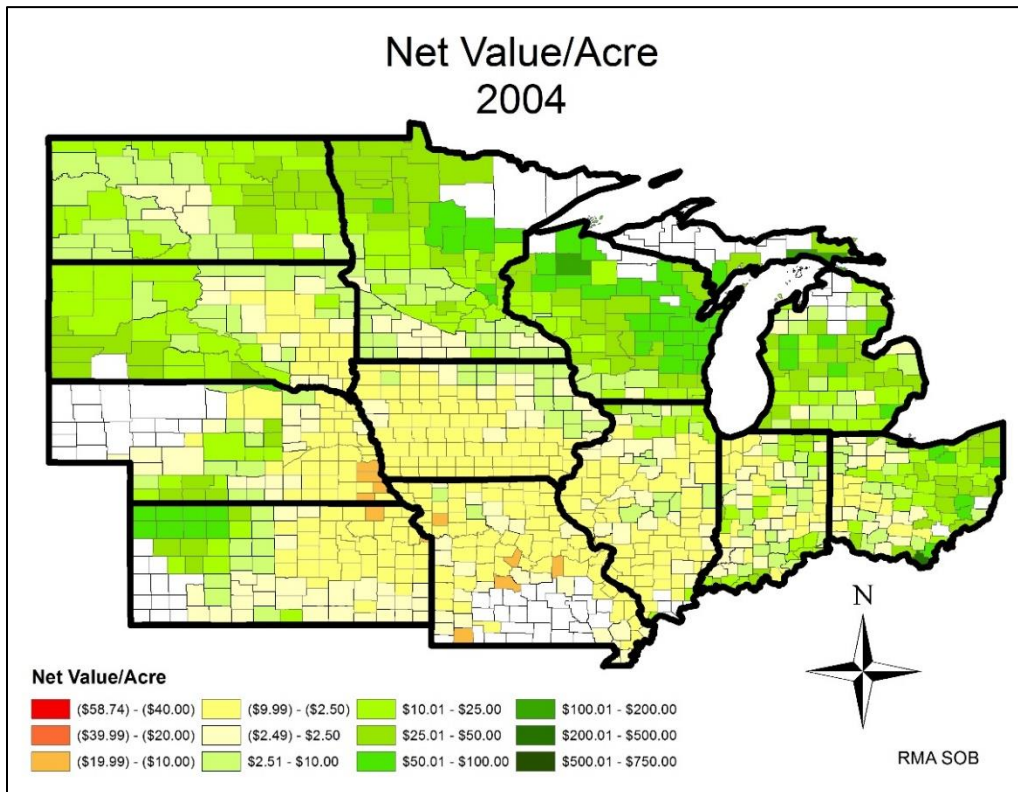 Net Value/Acre
2004
N
Net Value/Acre
($58.74) - ($40.00) ($9.99) - ($2.50) $10.01 - $25.00 $100.01 - $200.00
($39.99) - ($20.00) ($2.49) - $2.50 $25.01 - $50.00 $200.01 - $500.00
($19.99) - ($10.00) $2.51 - $10.00 $50.01 - $100.00 $500.01 - $750.00
RMA SOB